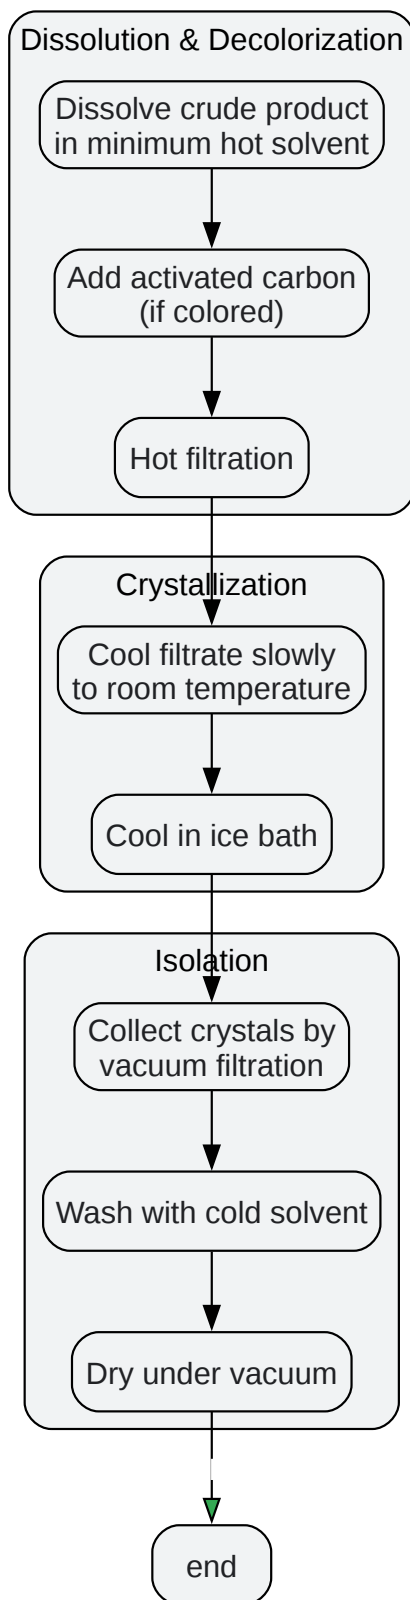 Dissolution & Decolorization
Dissolve crude product
in minimum hot solvent
Add activated carbon
(if colored)
Hot filtration
Crystallization
Cool filtrate slowly
to room temperature
Cool in ice bath
Isolation
Collect crystals by
vacuum filtration
Wash with cold solvent
Dry under vacuum
end